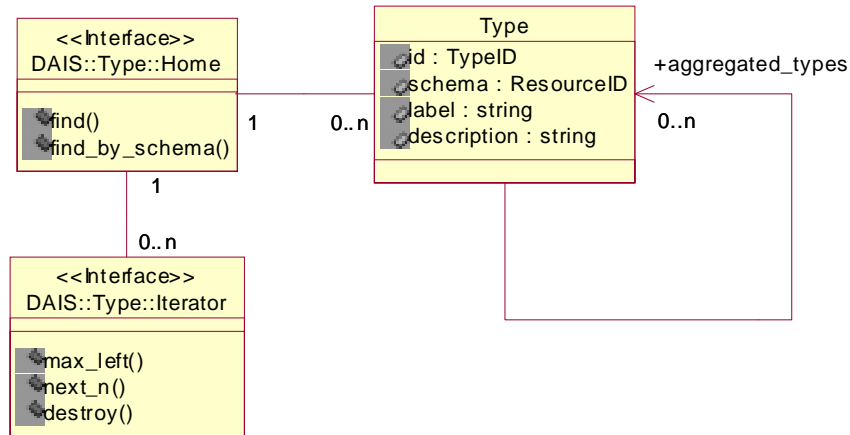 <<Interface>>
DAIS::Type::Home
find()
find_by_schema()
Type
id : TypeID
schema : ResourceID
label : string
description : string
+aggregated_types
1
0..n
0..n
1
0..n
<<Interface>>
DAIS::Type::Iterator
max_left()
next_n()
destroy()